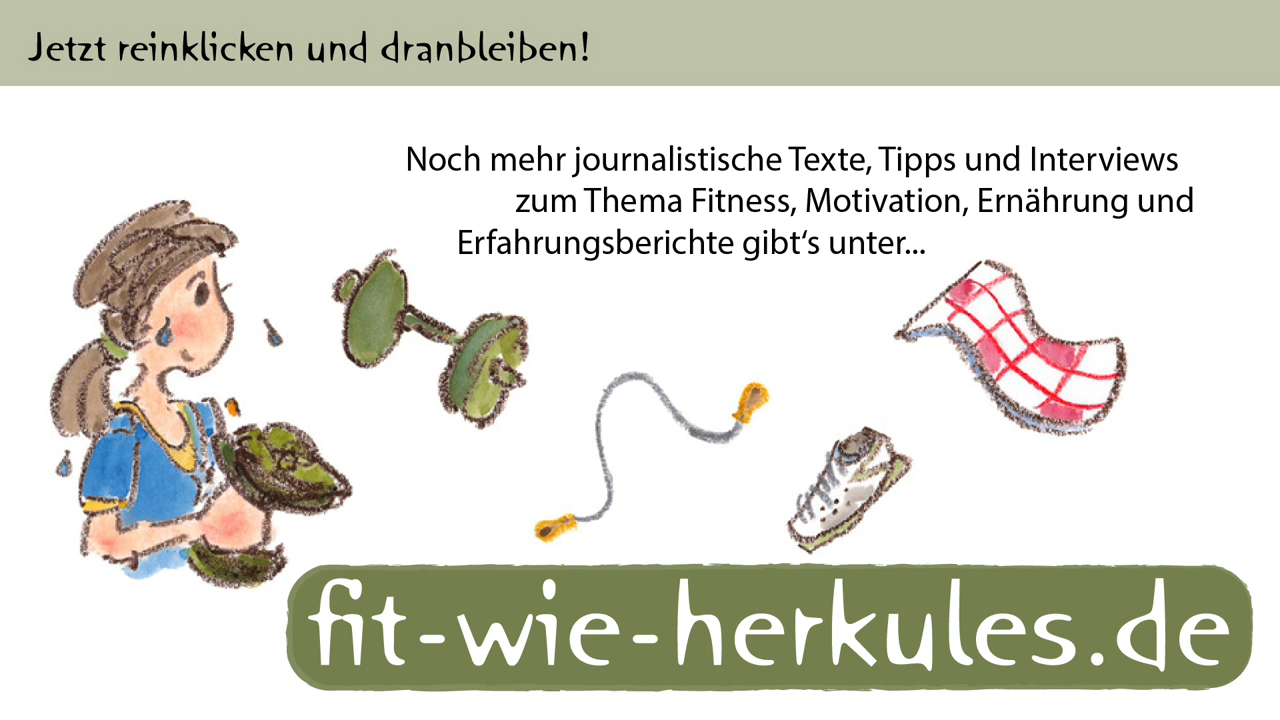 Jetzt reinklicken und dranbleiben!
Noch mehr journalistische Texte, Tipps und Interviews
zum Thema Fitness, Motivation, Ernährung und
Erfahrungsberichte gibt‘s unter...
fit-wie-herkules.de